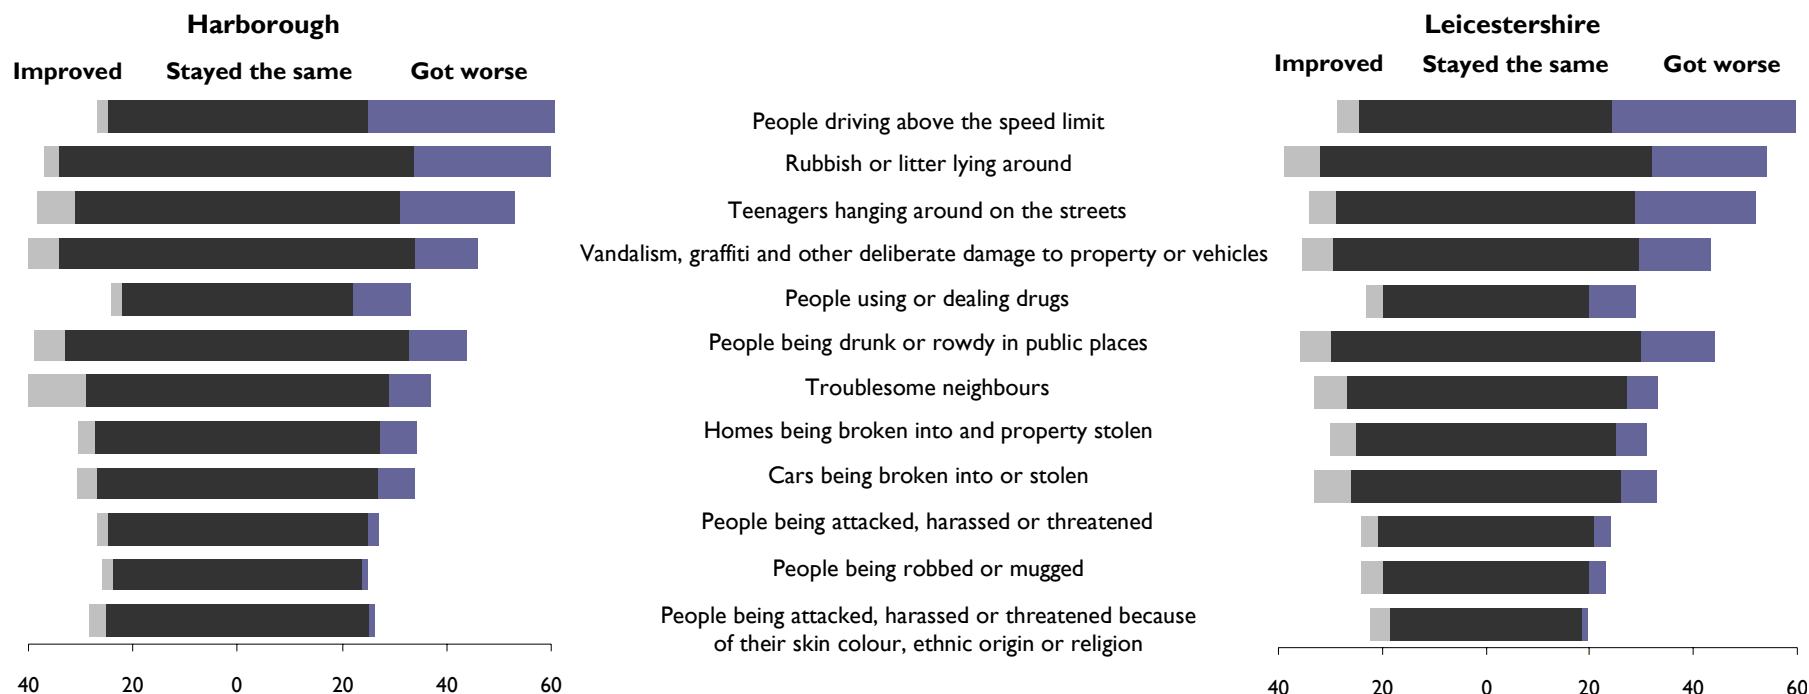 Harborough
Improved Stayed the same Got worse
Leicestershire
Improved Stayed the same Got worse
People driving above the speed limit
Rubbish or litter lying around
Teenagers hanging around on the streets
Vandalism, graffiti and other deliberate damage to property or vehicles
People using or dealing drugs
People being drunk or rowdy in public places
Troublesome neighbours
Homes being broken into and property stolen
Cars being broken into or stolen
People being attacked, harassed or threatened
People being robbed or mugged
People being attacked, harassed or threatened because
of their skin colour, ethnic origin or religion
40 20 0 20 40 60
40 20 0 20 40 60